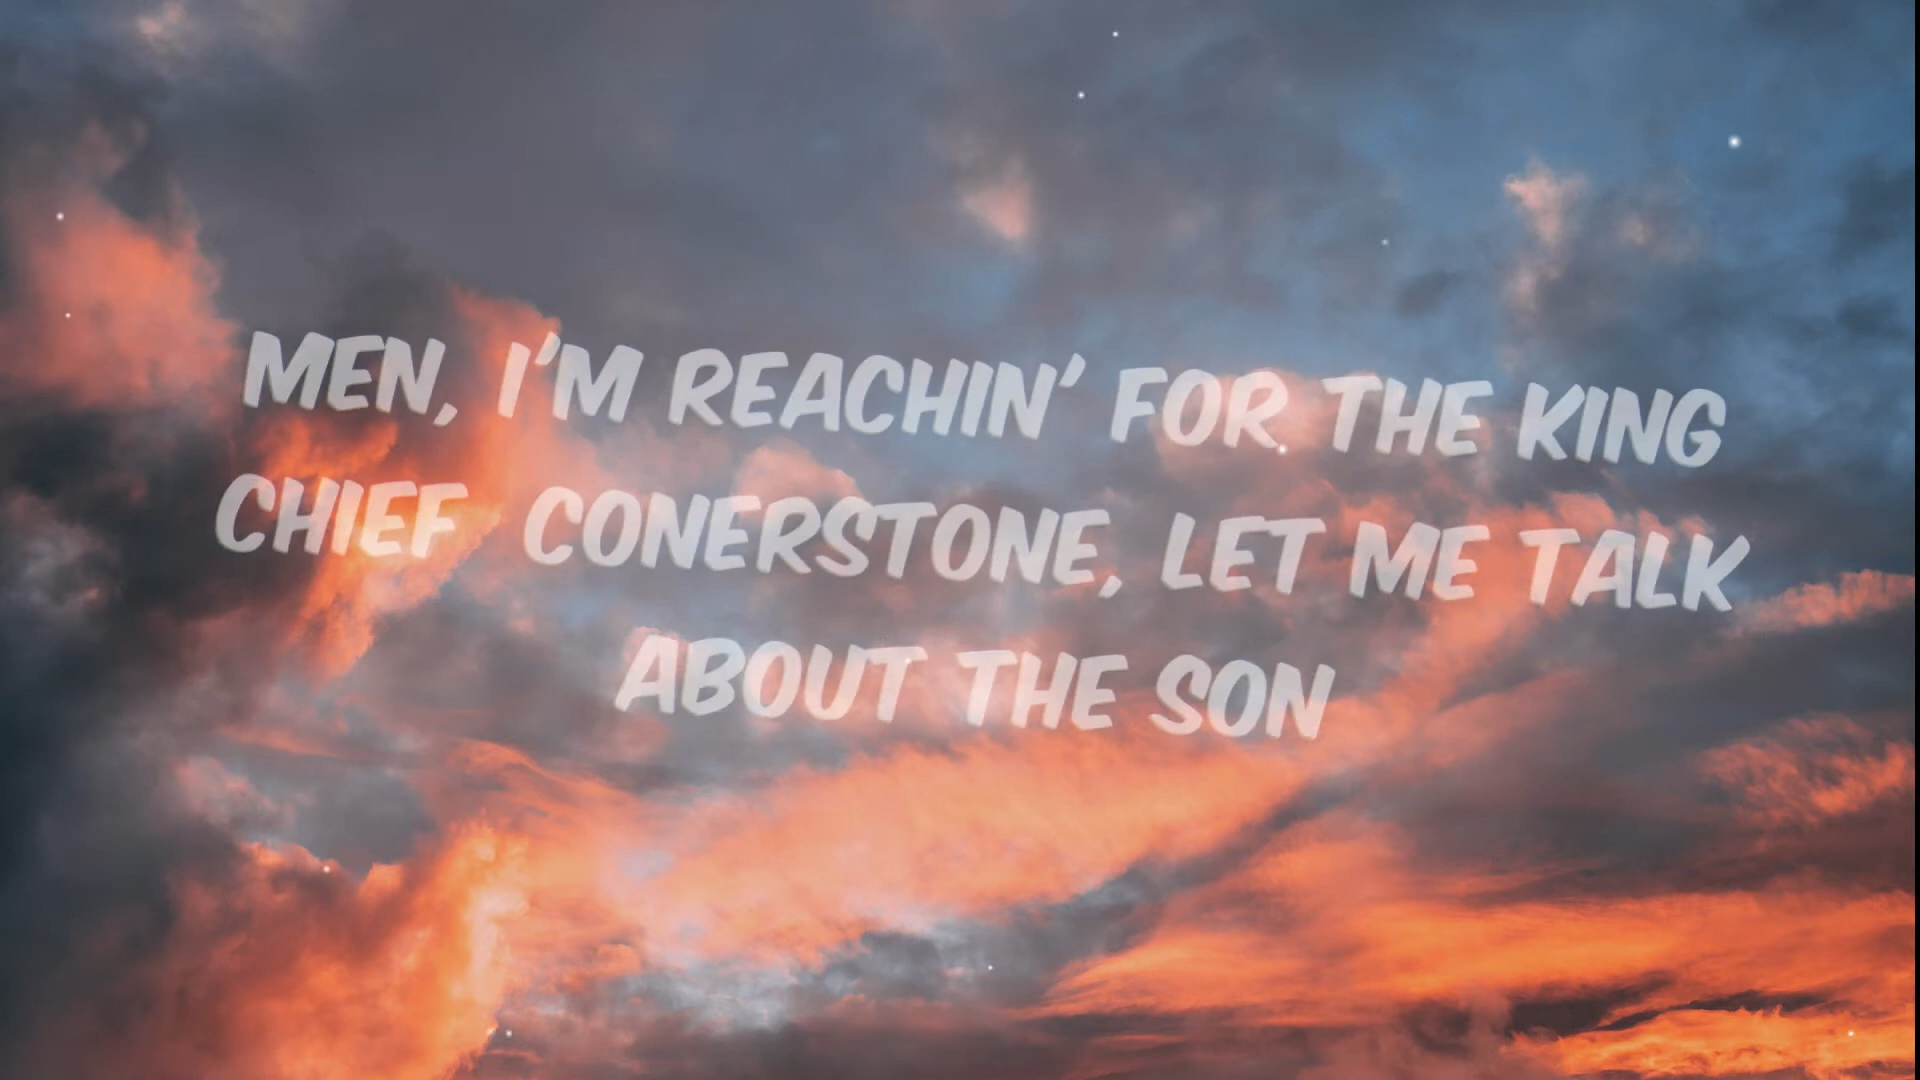 MEN, I'M REACHIN' FOR THE KING
CHIEF CONERSTONE, LET ME TALK
ABOUT THE SON